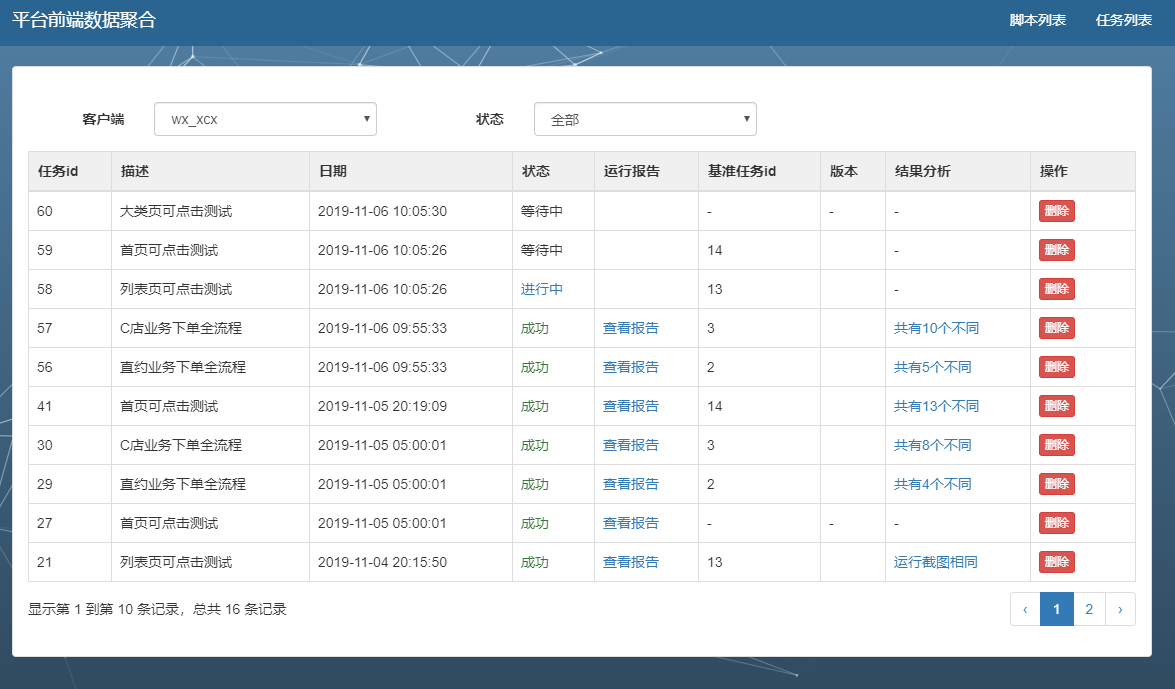 平台前端数据聚合 脚本列表 任务列表
客户端 wx_xcx 状态 全部
任务id 描述 日期 状态 运行报告 基准任务id 版本 结果分析 操作
60 大类页可点击测试 2019-11-06 10:05:30 等待中 - - - 删除
59 首页可点击测试 2019-11-06 10:05:26 等待中 14 - 删除
58 列表页可点击测试 2019-11-06 10:05:26 进行中 13 - 删除
57 C店业务下单全流程 2019-11-06 09:55:33 成功 查看报告 3 共有10个不同 删除
56 直约业务下单全流程 2019-11-06 09:55:33 成功 查看报告 2 共有5个不同 删除
41 首页可点击测试 2019-11-05 20:19:09 成功 查看报告 14 共有13个不同 删除
30 C店业务下单全流程 2019-11-05 05:00:01 成功 查看报告 3 共有8个不同 删除
29 直约业务下单全流程 2019-11-05 05:00:01 成功 查看报告 2 共有4个不同 删除
27 首页可点击测试 2019-11-05 05:00:01 成功 查看报告 - - - 删除
21 列表页可点击测试 2019-11-04 20:15:50 成功 查看报告 13 运行截图相同 删除
显示第 1 到第 10 条记录，总共 16 条记录 ‹ 1 2 ›